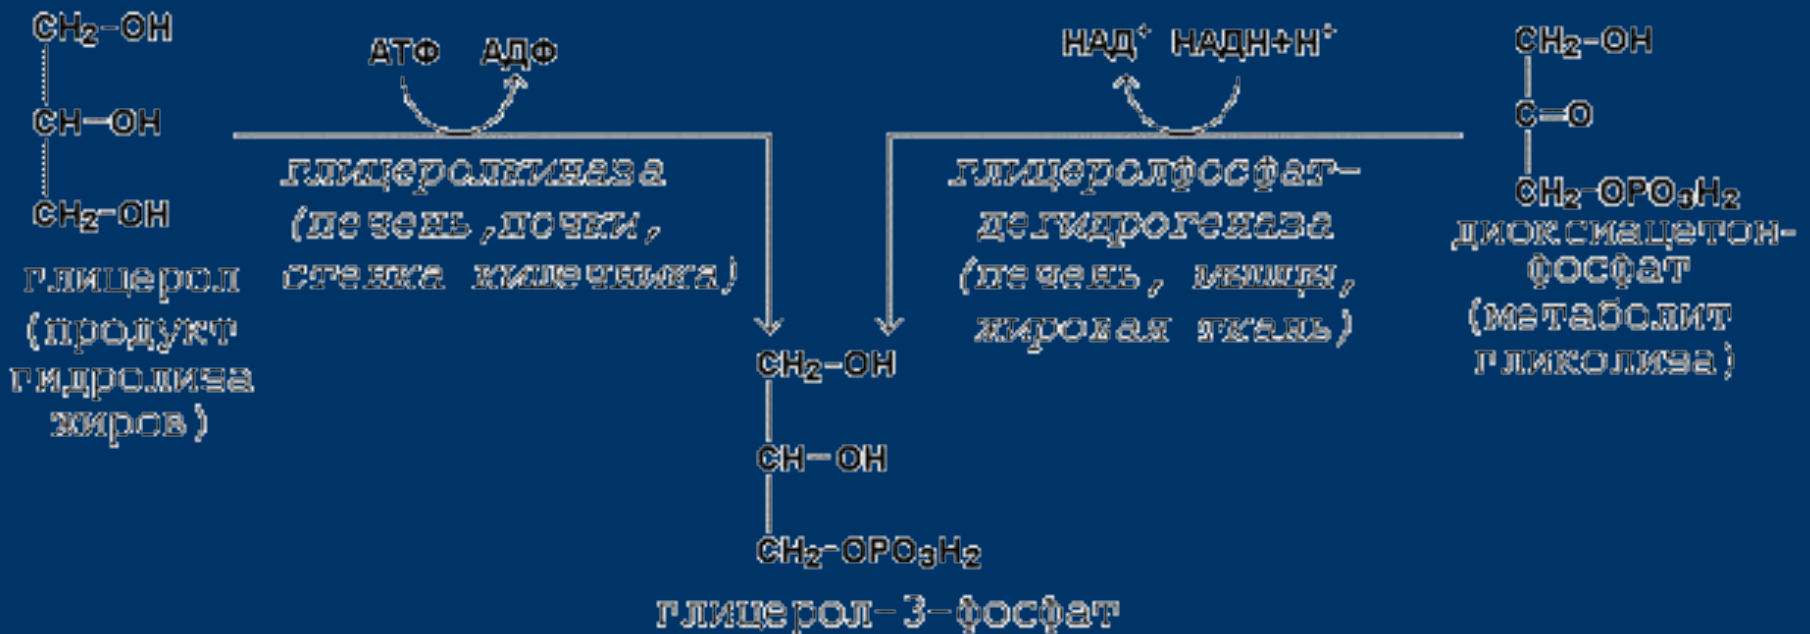 CH₂-OH
CH-OH
CH₂-OH
глицерол
(продукт
гидролиза
жиров)
АТФ АДФ
глицеролкиназа
(печень,почки,
стенка кишечника)
НАД⁺ НАДН+Н⁺
глицеролфосфат-
дегидрогеназа
(печень, мышцы,
жировая ткань)
CH₂-OH
C=O
CH₂-OPO₃H₂
диоксиацетон-
фосфат
(метаболит
гликолиза)
CH₂-OH
CH-OH
CH₂-OPO₃H₂
глицерол-3-фосфат